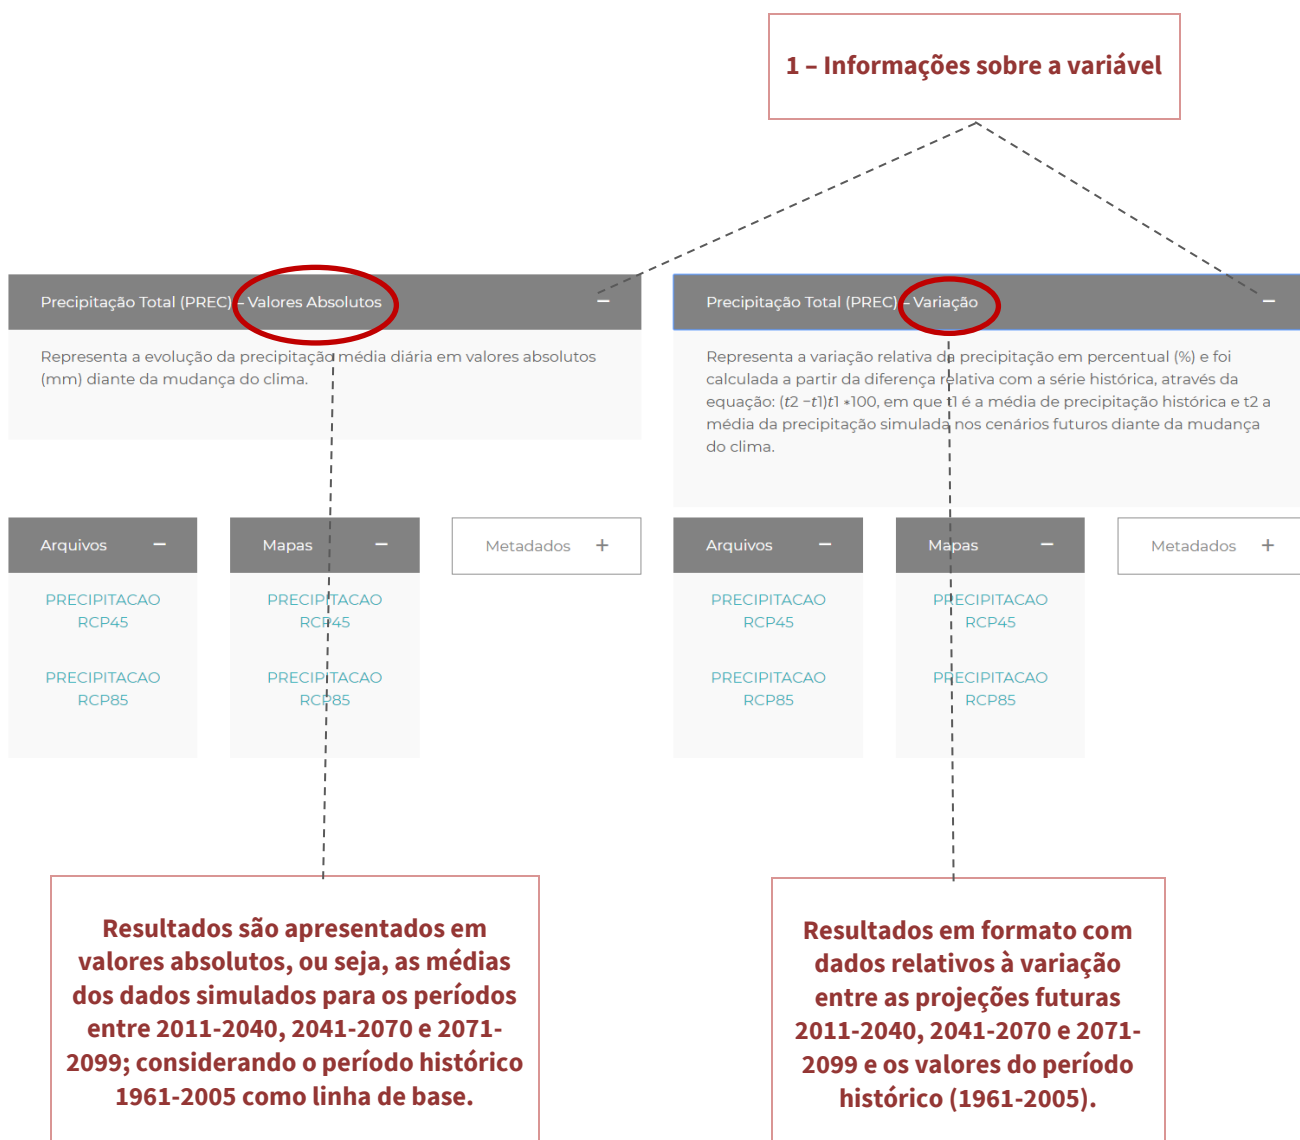 1 – Informações sobre a variável
Precipitação Total (PREC) – Valores Absolutos −
Representa a evolução da precipitação média diária em valores absolutos
(mm) diante da mudança do clima.
Arquivos −
PRECIPITACAO
RCP45
PRECIPITACAO
RCP85
Mapas −
PRECIPITACAO
RCP45
PRECIPITACAO
RCP85
Metadados +
Precipitação Total (PREC) – Variação −
Representa a variação relativa da precipitação em percentual (%) e foi
calculada a partir da diferença relativa com a série histórica, através da
equação: (t2 −t1)t1 ∗100, em que t1 é a média de precipitação histórica e t2 a
média da precipitação simulada nos cenários futuros diante da mudança
do clima.
Arquivos −
PRECIPITACAO
RCP45
PRECIPITACAO
RCP85
Mapas −
PRECIPITACAO
RCP45
PRECIPITACAO
RCP85
Metadados +
Resultados são apresentados em
valores absolutos, ou seja, as médias
dos dados simulados para os períodos
entre 2011-2040, 2041-2070 e 2071-
2099; considerando o período histórico
1961-2005 como linha de base.
Resultados em formato com
dados relativos à variação
entre as projeções futuras
2011-2040, 2041-2070 e 2071-
2099 e os valores do período
histórico (1961-2005).